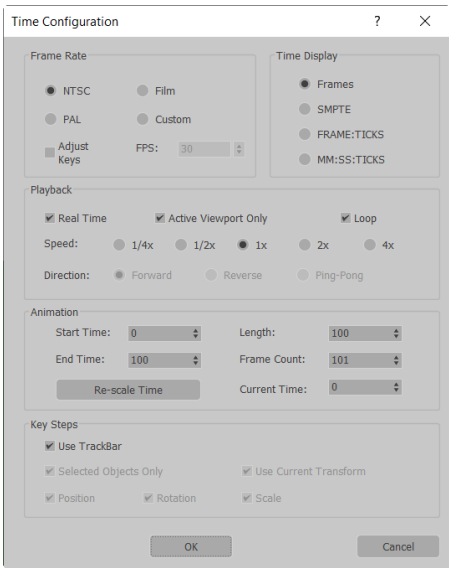 Time Configuration ?
Frame Rate
NTSC Film
PAL Custom
Adjust Keys FPS: 30
Time Display
Frames
SMPTE
FRAME:TICKS
MM:SS:TICKS
Playback
Real Time Active Viewport Only Loop
Speed: 1/4x 1/2x 1x 2x 4x
Direction: Forward Reverse Ping-Pong
Animation
Start Time: 0 Length: 100
End Time: 100 Frame Count: 101
Re-scale Time Current Time: 0
Key Steps
Use TrackBar
Selected Objects Only Use Current Transform
Position Rotation Scale
OK Cancel